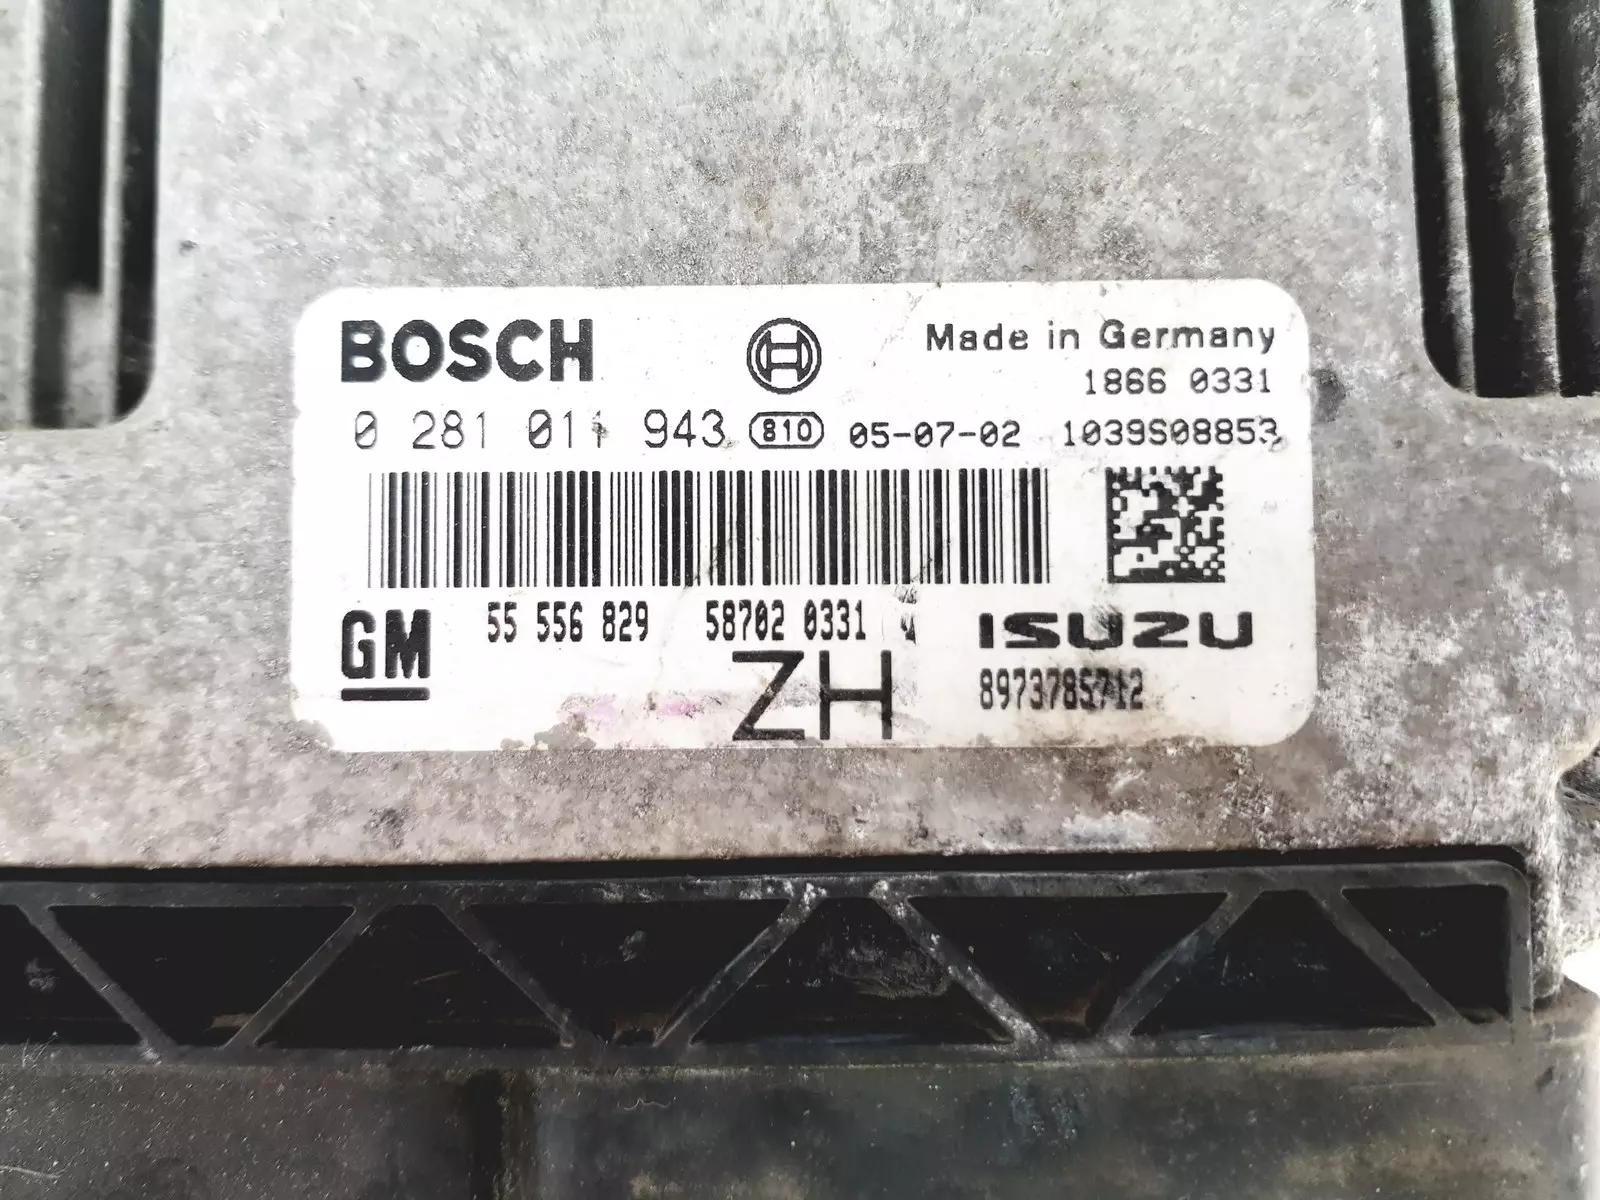 BOSCH
Made in Germany
1866 0331
0 281 011 943 810 05-07-02 1039S08853
GM 55 556 829 58702 0331 ISUZU
ZH 8973785712